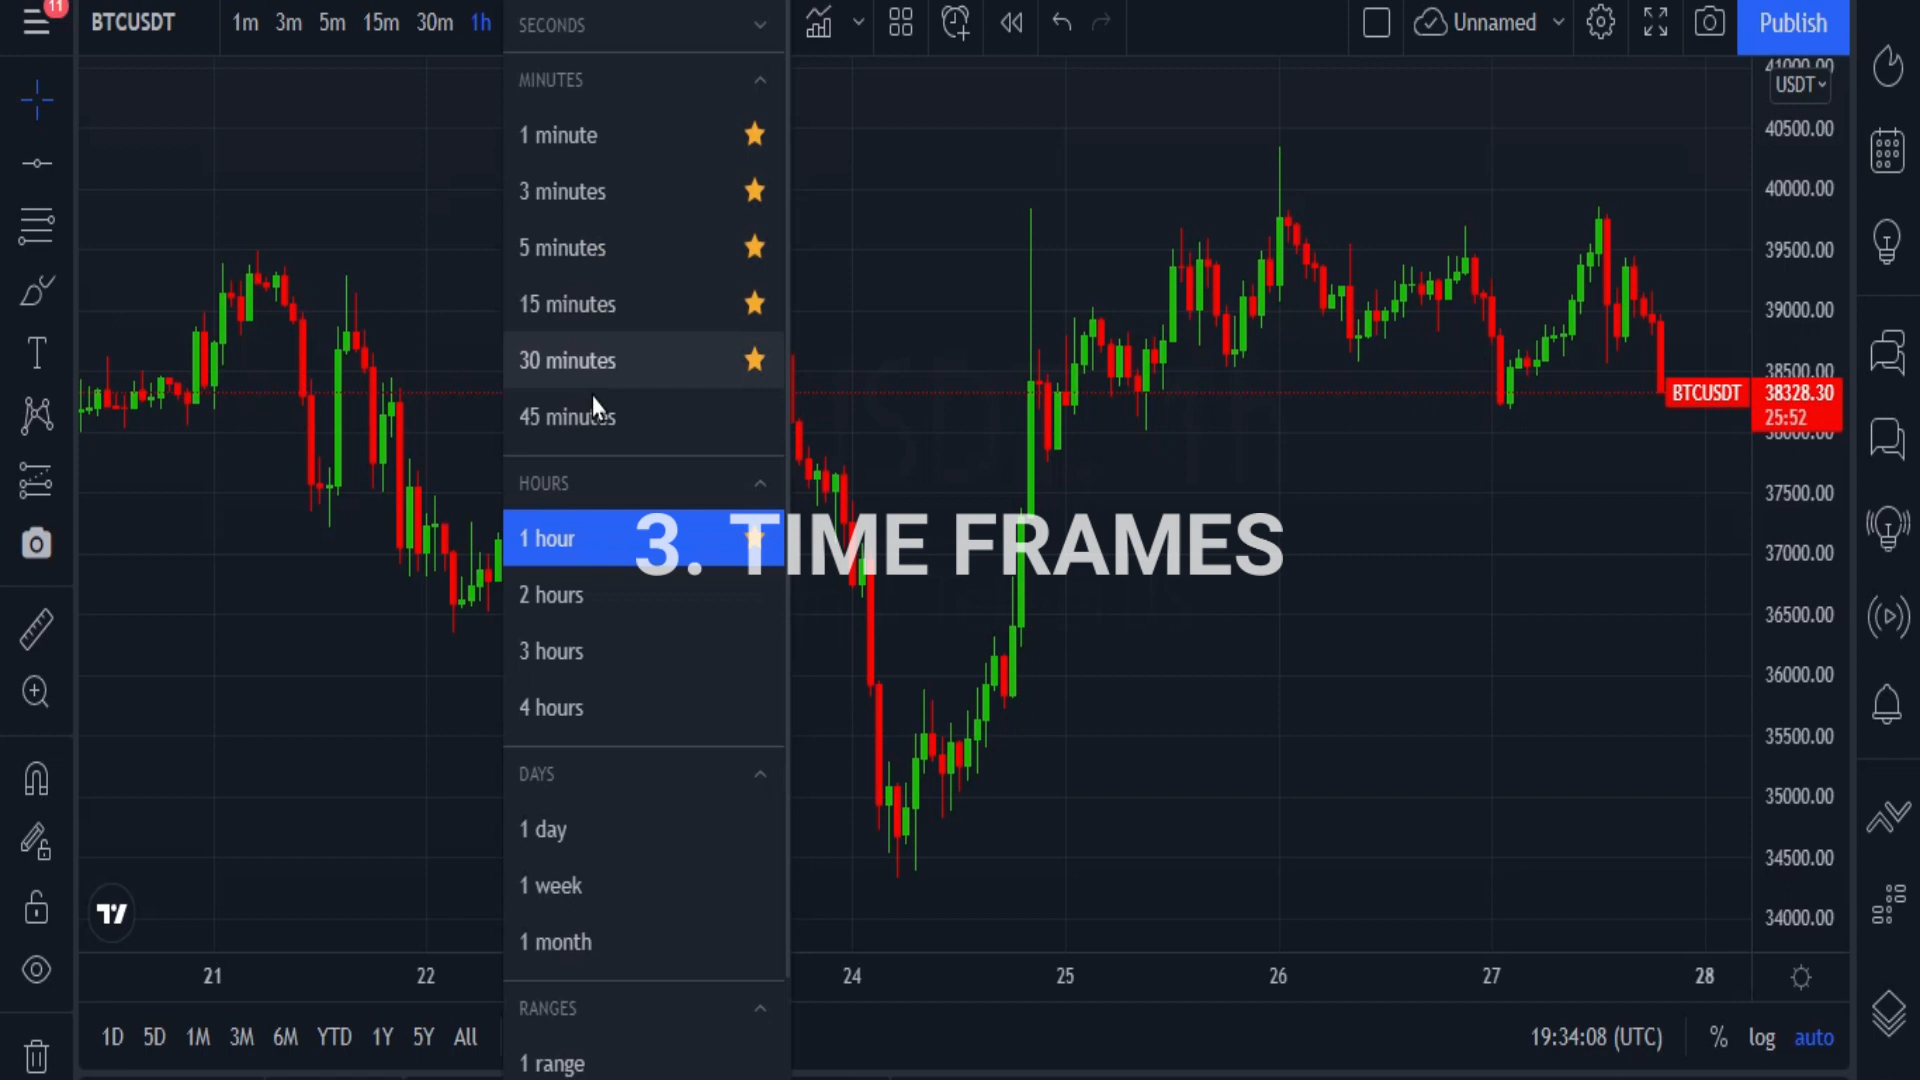 11
BTCUSDT
1m 3m 5m 15m 30m 1h
Unnamed
Publish
SECONDS
MINUTES
1 minute
3 minutes
5 minutes
15 minutes
30 minutes
45 minutes
HOURS
1 hour
2 hours
3 hours
4 hours
DAYS
1 day
1 week
1 month
RANGES
1 range
3. TIME FRAMES
41000.00
USDT
40500.00
40000.00
39500.00
39000.00
38500.00
BTCUSDT 38328.30
25:52
38000.00
37500.00
37000.00
36500.00
36000.00
35500.00
35000.00
34500.00
34000.00
21 22 24 25 26 27 28
1D 5D 1M 3M 6M YTD 1Y 5Y All
19:34:08 (UTC) % log auto